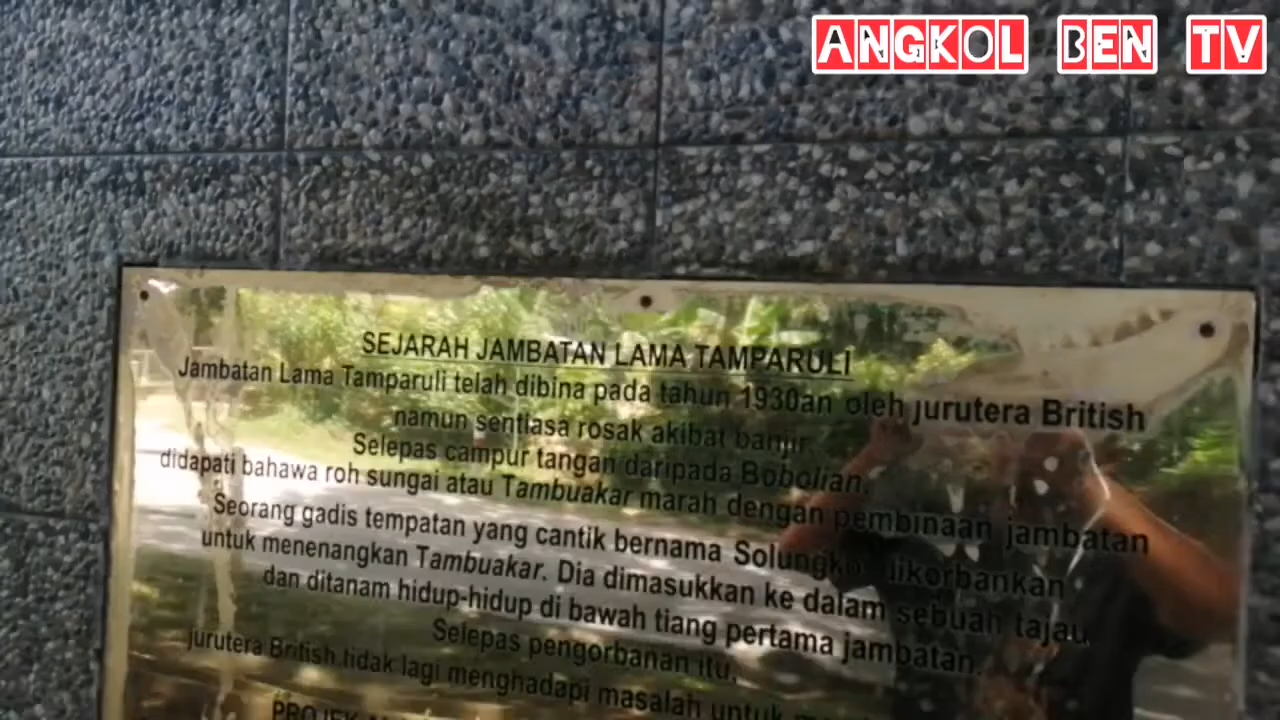 ANGKOL BEN TV
SEJARAH JAMBATAN LAMA TAMPARULI
Jambatan Lama Tamparuli telah dibina pada tahun 1930an oleh jurutera British
namun sentiasa rosak akibat banjir
Selepas campur tangan daripada Bobolian,
didapati bahawa roh sungai atau Tambuakar marah dengan pembinaan jambatan
Seorang gadis tempatan yang cantik bernama Solungkoi dikorbankan
untuk menenangkan Tambuakar. Dia dimasukkan ke dalam sebuah tajau
dan ditanam hidup-hidup di bawah tiang pertama jambatan.
Selepas pengorbanan itu,
jurutera British tidak lagi menghadapi masalah untuk
PROJEK